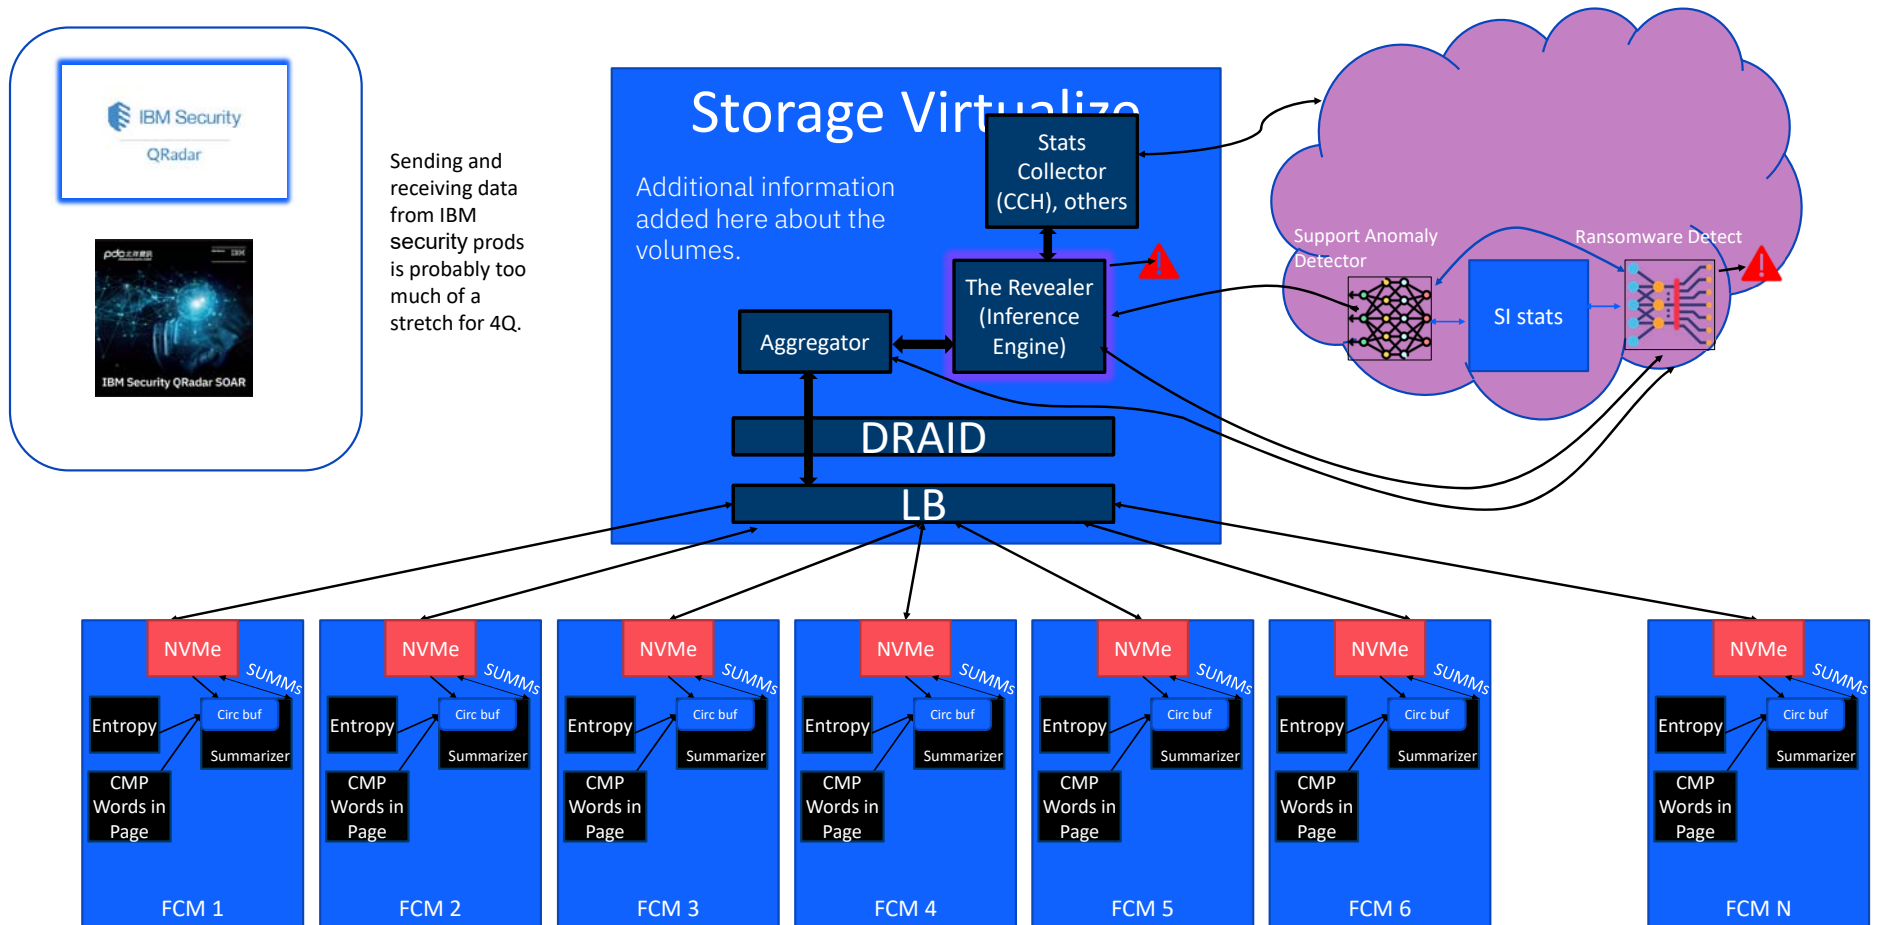 IBM Security
QRadar
IBM
IBM Security QRadar SOAR
Sending and
receiving data
from IBM
security prods
is probably too
much of a
stretch for 4Q.
Storage Virtualize
Additional information
added here about the
volumes.
Stats
Collector
(CCH), others
The Revealer
(Inference
Engine)
Aggregator
DRAID
LB
Support Anomaly
Detector
SI stats
Ransomware Detect
NVMe
SUMMs
Circ buf
Entropy
Summarizer
CMP
Words in
Page
FCM 1
NVMe
SUMMs
Circ buf
Entropy
Summarizer
CMP
Words in
Page
FCM 2
NVMe
SUMMs
Circ buf
Entropy
Summarizer
CMP
Words in
Page
FCM 3
NVMe
SUMMs
Circ buf
Entropy
Summarizer
CMP
Words in
Page
FCM 4
NVMe
SUMMs
Circ buf
Entropy
Summarizer
CMP
Words in
Page
FCM 5
NVMe
SUMMs
Circ buf
Entropy
Summarizer
CMP
Words in
Page
FCM 6
NVMe
SUMMs
Circ buf
Entropy
Summarizer
CMP
Words in
Page
FCM N